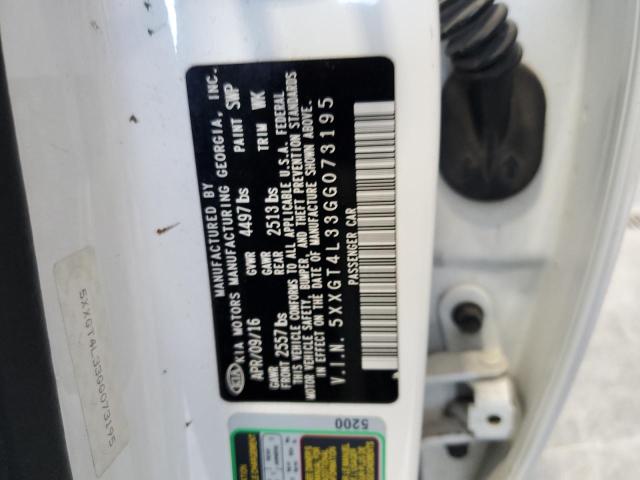 MANUFACTURED BY
KIA KIA MOTORS MANUFACTURING GEORGIA, INC.
APR/09/16 GVWR 4497lbs PAINT SWP
GAWR FRONT 2557lbs GAWR REAR 2513lbs TRIM WK
THIS VEHICLE CONFORMS TO ALL APPLICABLE U.S.A. FEDERAL
MOTOR VEHICLE SAFETY, BUMPER, AND THEFT PREVENTION STANDARDS
IN EFFECT ON THE DATE OF MANUFACTURE SHOWN ABOVE.
V.I.N. 5XXGT4L33GG073195
PASSENGER CAR
5XXGT4L33GG073195
5200